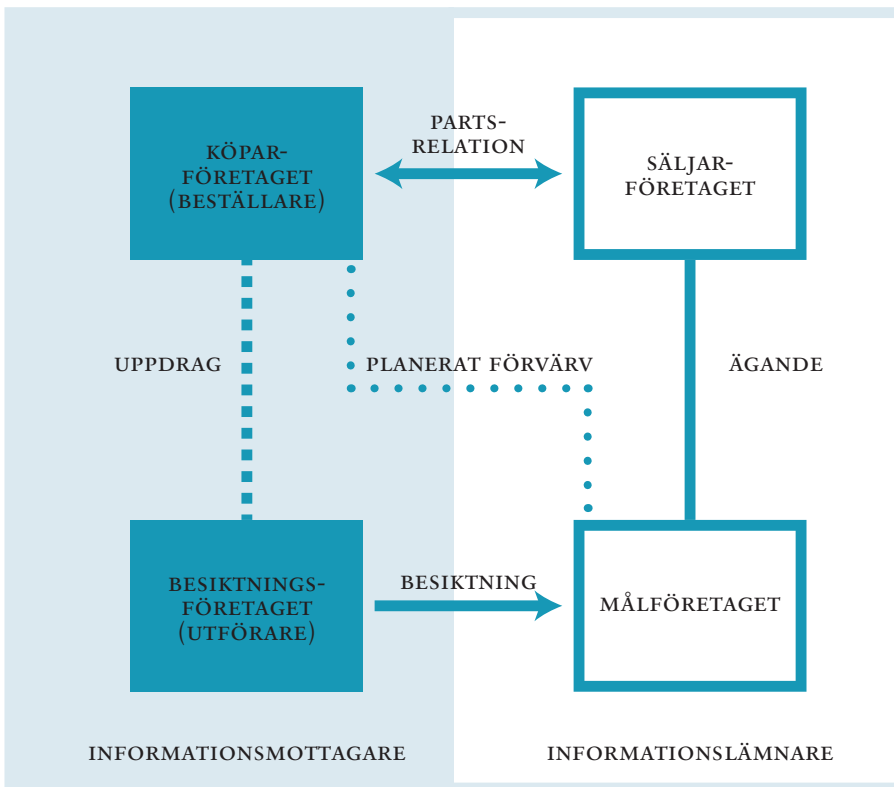 KÖPAR-
FÖRETAGET
(BESTÄLLARE)
PARTS-
RELATION
SÄLJAR-
FÖRETAGET
UPPDRAG
PLANERAT FÖRVÄRV
ÄGANDE
BESIKTNINGS-
FÖRETAGET
(UTFÖRARE)
BESIKTNING
MÅLFÖRETAGET
INFORMATIONSMOTTAGARE
INFORMATIONSLÄMNARE